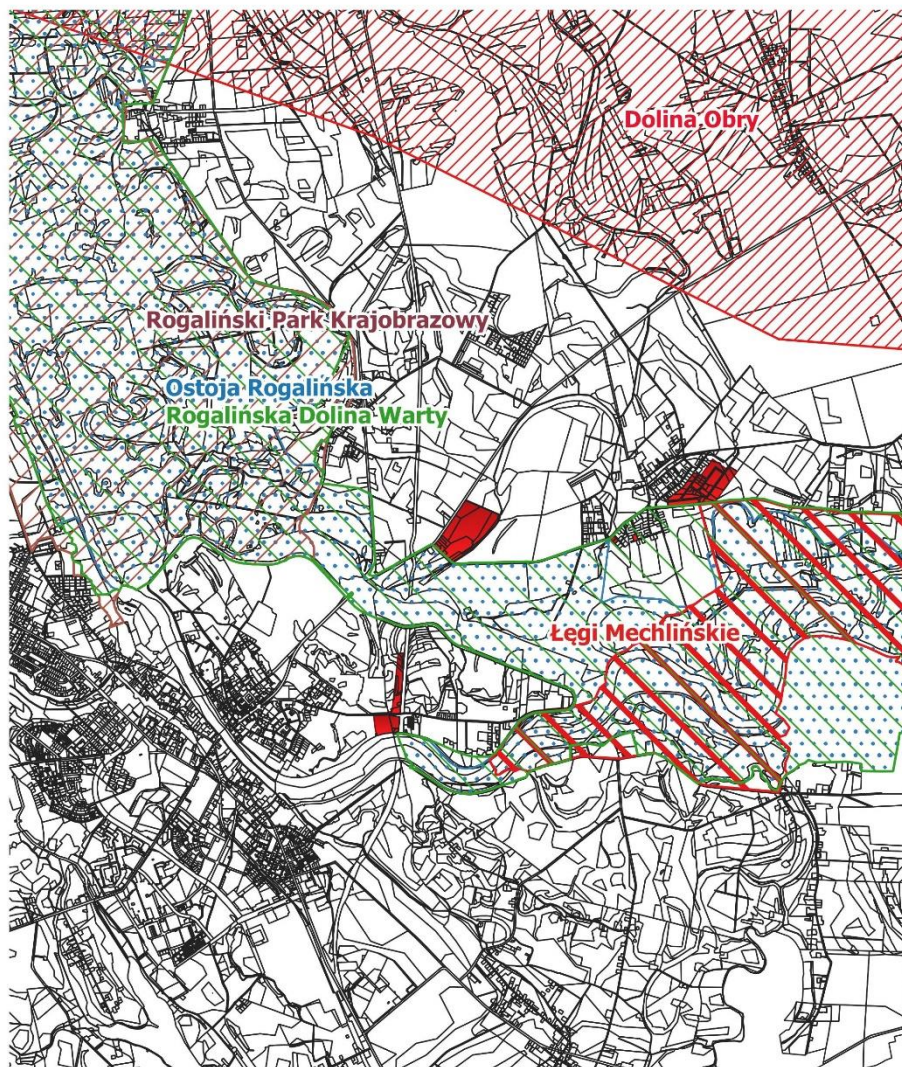 Dolina Obry
Rogaliński Park Krajobrazowy
Ostoja Rogalińska
Rogalińska Dolina Warty
Łęgi Mechlińskie